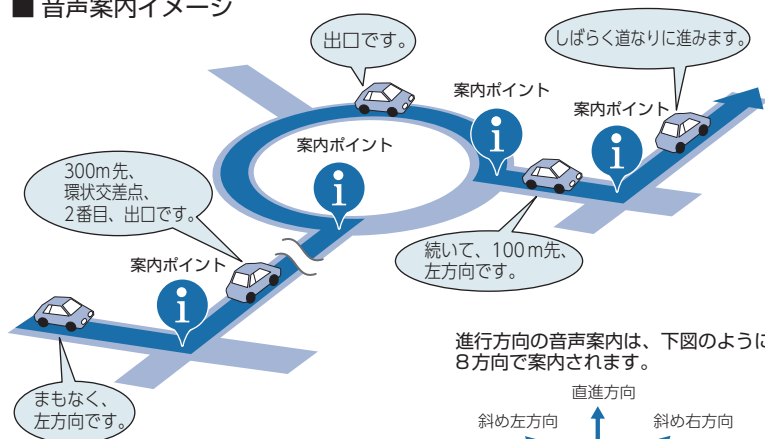 ■ 音声案内イメージ
出口です。
しばらく道なりに進みます。
案内ポイント
案内ポイント
案内ポイント
300m先、
環状交差点、
2番目、出口です。
案内ポイント
続いて、100m先、
左方向です。
まもなく、
左方向です。
進行方向の音声案内は、下図のように
8方向で案内されます。
直進方向
斜め左方向
斜め右方向